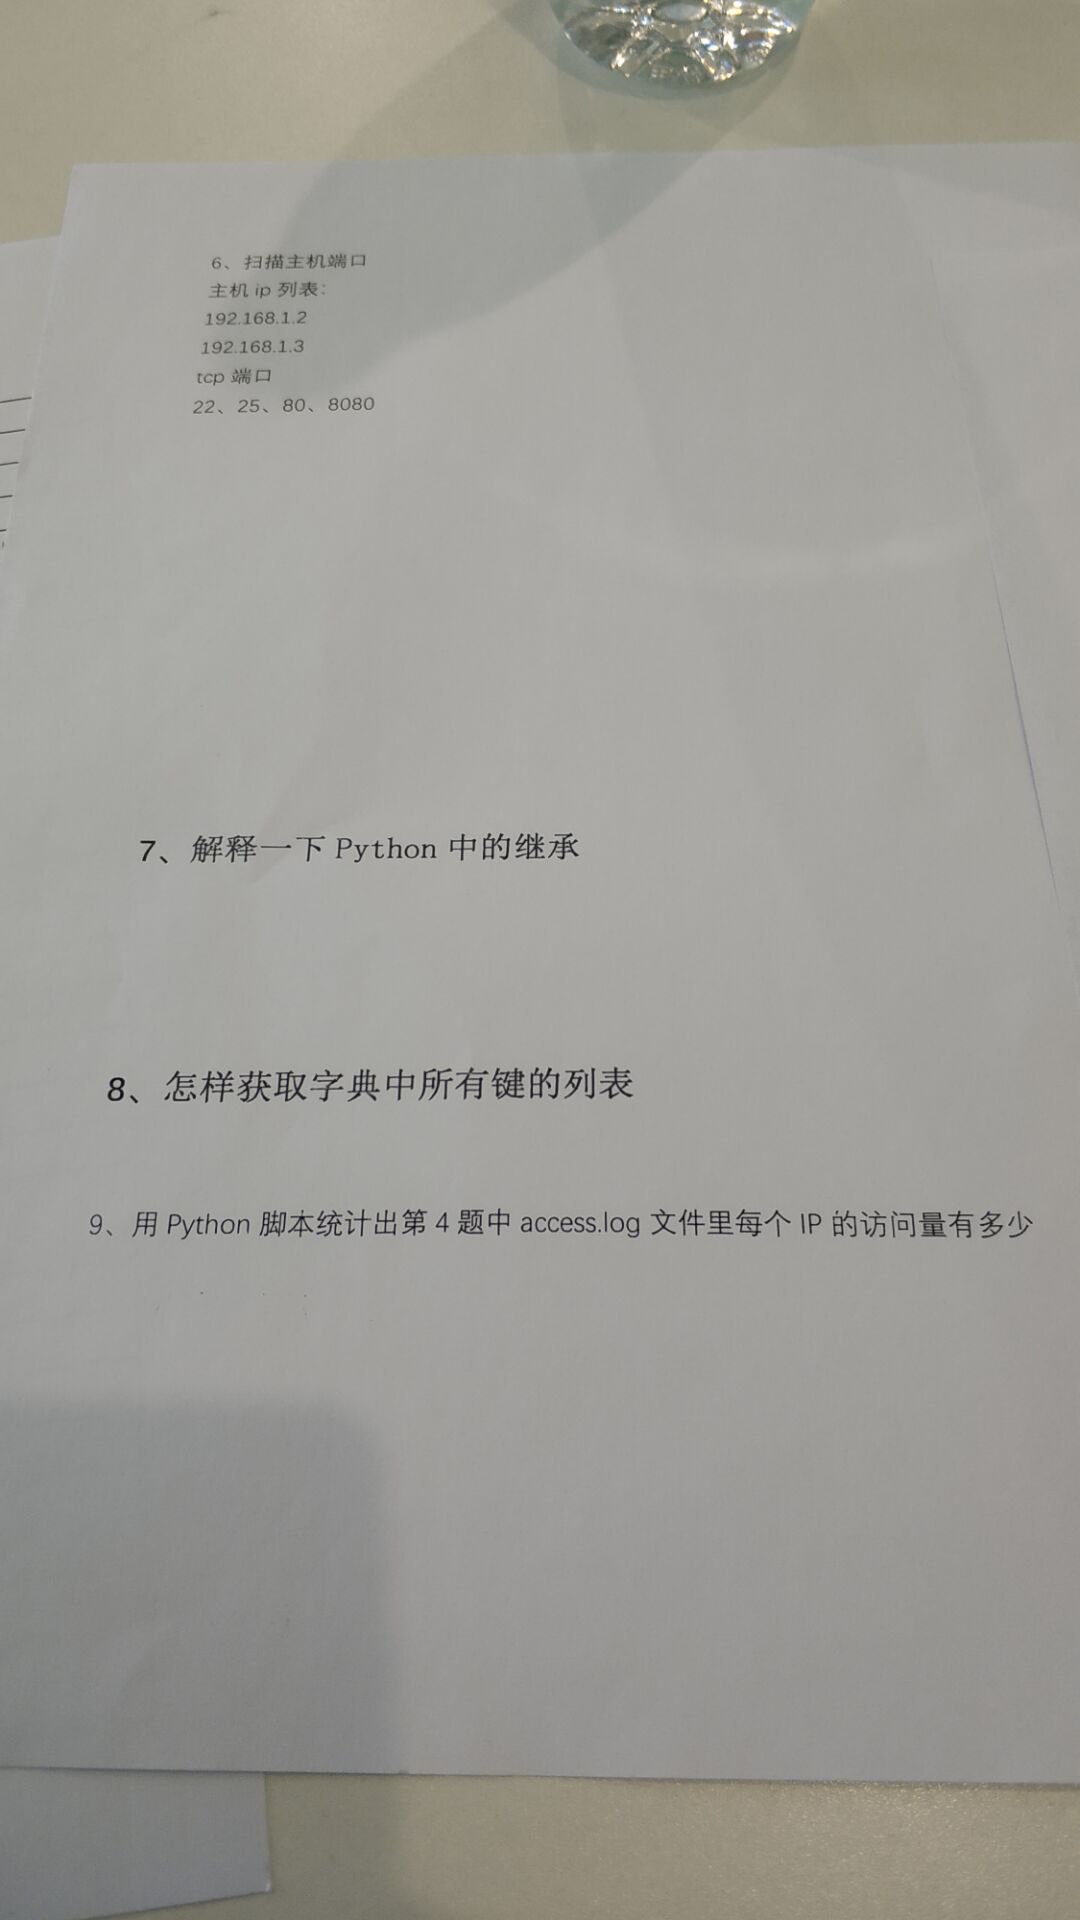 6、扫描主机端口
主机 ip 列表：
192.168.1.2
192.168.1.3
tcp 端口
22、25、80、8080
7、解释一下 Python 中的继承
8、怎样获取字典中所有键的列表
9、用 Python 脚本统计出第 4 题中 access.log 文件里每个 IP 的访问量有多少